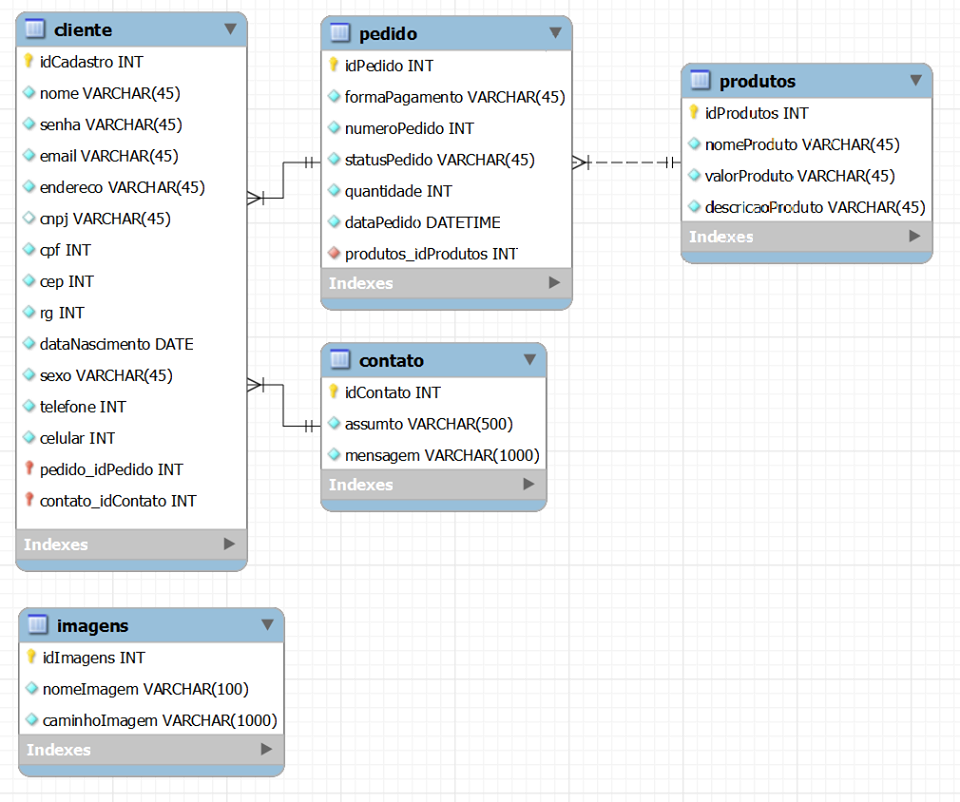 cliente
idCadastro INT
nome VARCHAR(45)
senha VARCHAR(45)
email VARCHAR(45)
endereco VARCHAR(45)
cnpj VARCHAR(45)
cpf INT
cep INT
rg INT
dataNascimento DATE
sexo VARCHAR(45)
telefone INT
celular INT
pedido_idPedido INT
contato_idContato INT
Indexes
pedido
idPedido INT
formaPagamento VARCHAR(45)
numeroPedido INT
statusPedido VARCHAR(45)
quantidade INT
dataPedido DATETIME
produtos_idProdutos INT
Indexes
produtos
idProdutos INT
nomeProduto VARCHAR(45)
valorProduto VARCHAR(45)
descricaoProduto VARCHAR(45)
Indexes
contato
idContato INT
assumto VARCHAR(500)
mensagem VARCHAR(1000)
Indexes
imagens
idImagens INT
nomeImagem VARCHAR(100)
caminhoImagem VARCHAR(1000)
Indexes